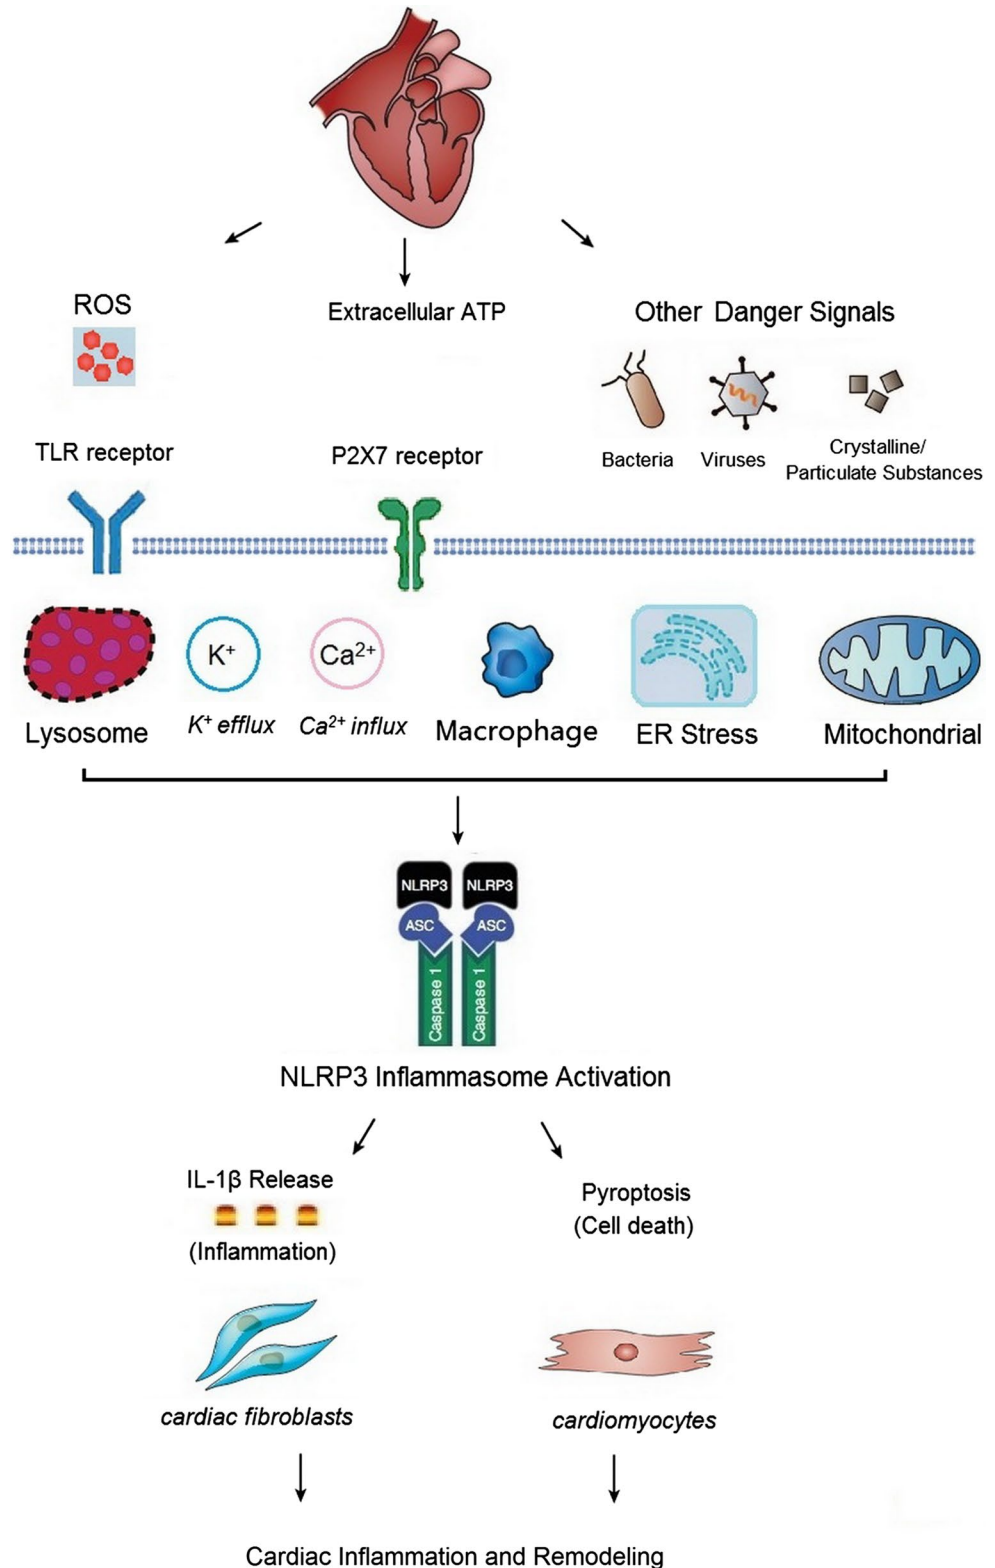 ROS
Extracellular ATP
Other Danger Signals
TLR receptor
P2X7 receptor
Bacteria
Viruses
Crystalline/
Particulate Substances
K⁺
Ca²⁺
Lysosome
K⁺ efflux
Ca²⁺ influx
Macrophage
ER Stress
Mitochondrial
NLRP3
NLRP3
ASC
ASC
Caspase 1
Caspase 1
NLRP3 Inflammasome Activation
IL-1β Release
(Inflammation)
Pyroptosis
(Cell death)
cardiac fibroblasts
cardiomyocytes
Cardiac Inflammation and Remodeling